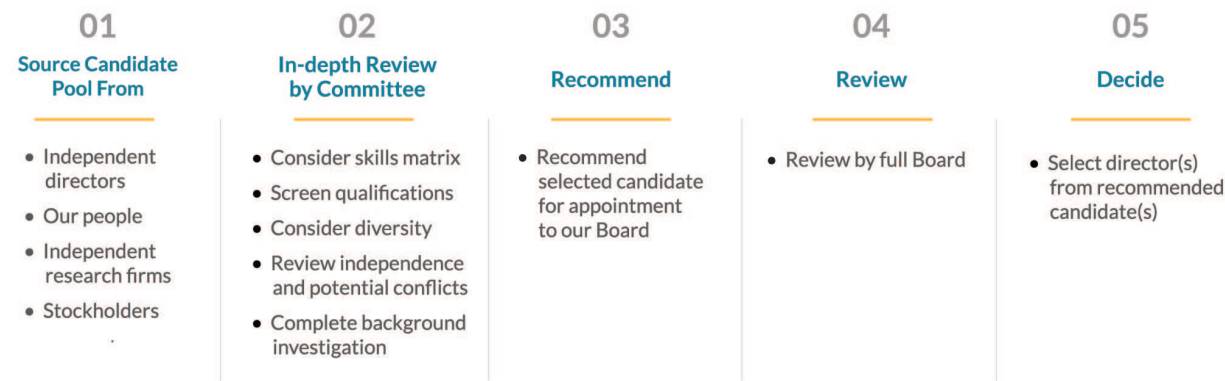 01
Source Candidate
Pool From
• Independent
directors
• Our people
• Independent
research firms
• Stockholders
02
In-depth Review
by Committee
• Consider skills matrix
• Screen qualifications
• Consider diversity
• Review independence
and potential conflicts
• Complete background
investigation
03
Recommend
• Recommend
selected candidate
for appointment
to our Board
04
Review
• Review by full Board
05
Decide
• Select director(s)
from recommended
candidate(s)